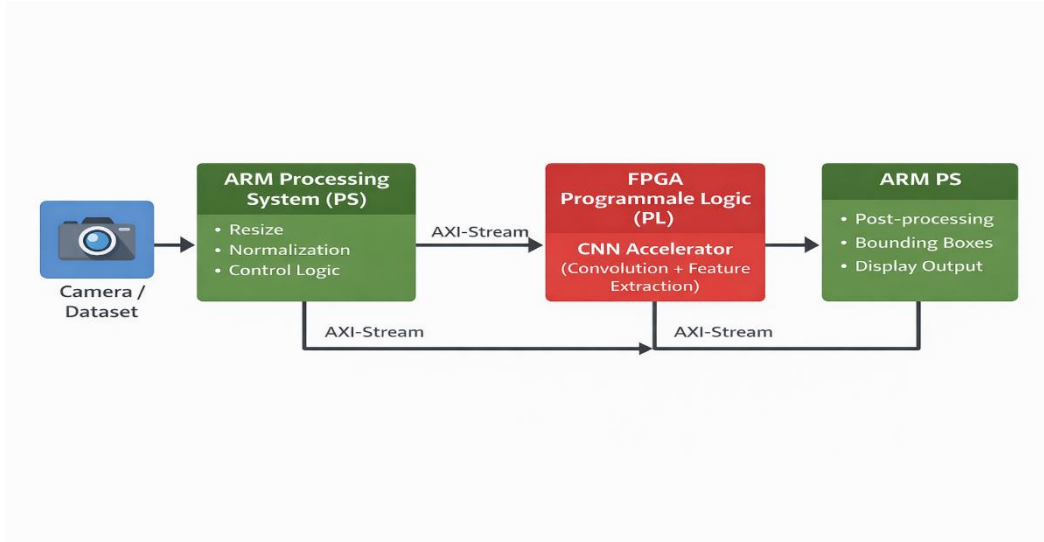 Camera /
Dataset
ARM Processing
System (PS)
• Resize
• Normalization
• Control Logic
AXI-Stream
FPGA
Programmale Logic
(PL)
CNN Accelerator
(Convolution + Feature
Extraction)
ARM PS
• Post-processing
• Bounding Boxes
• Display Output
AXI-Stream
AXI-Stream